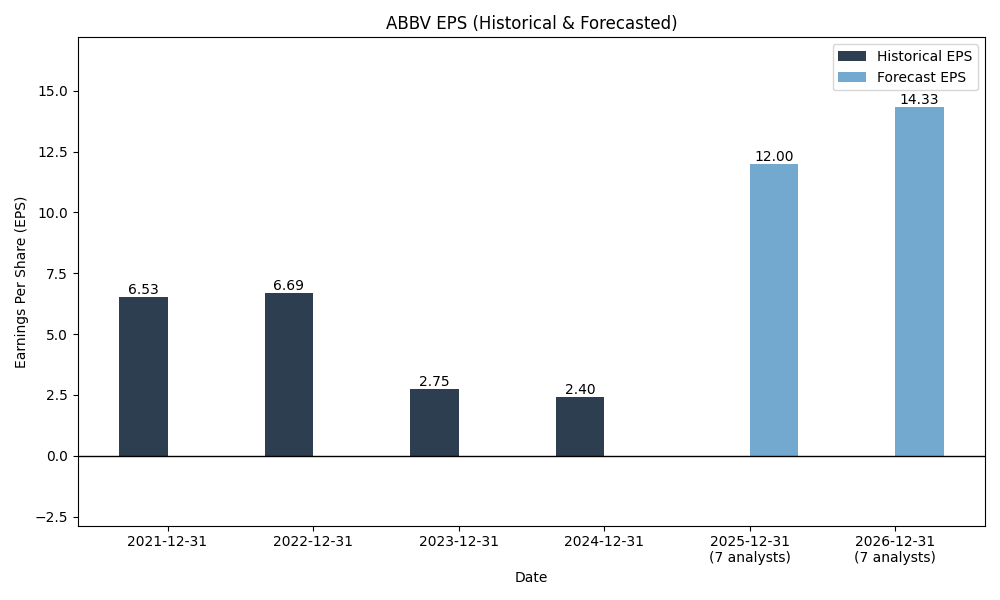 ABBV EPS (Historical & Forecasted)
Historical EPS
Forecast EPS
15.0
12.5
10.0
7.5
5.0
2.5
0.0
−2.5
Earnings Per Share (EPS)
6.53
6.69
2.75
2.40
12.00
14.33
2021-12-31
2022-12-31
2023-12-31
2024-12-31
2025-12-31
(7 analysts)
2026-12-31
(7 analysts)
Date